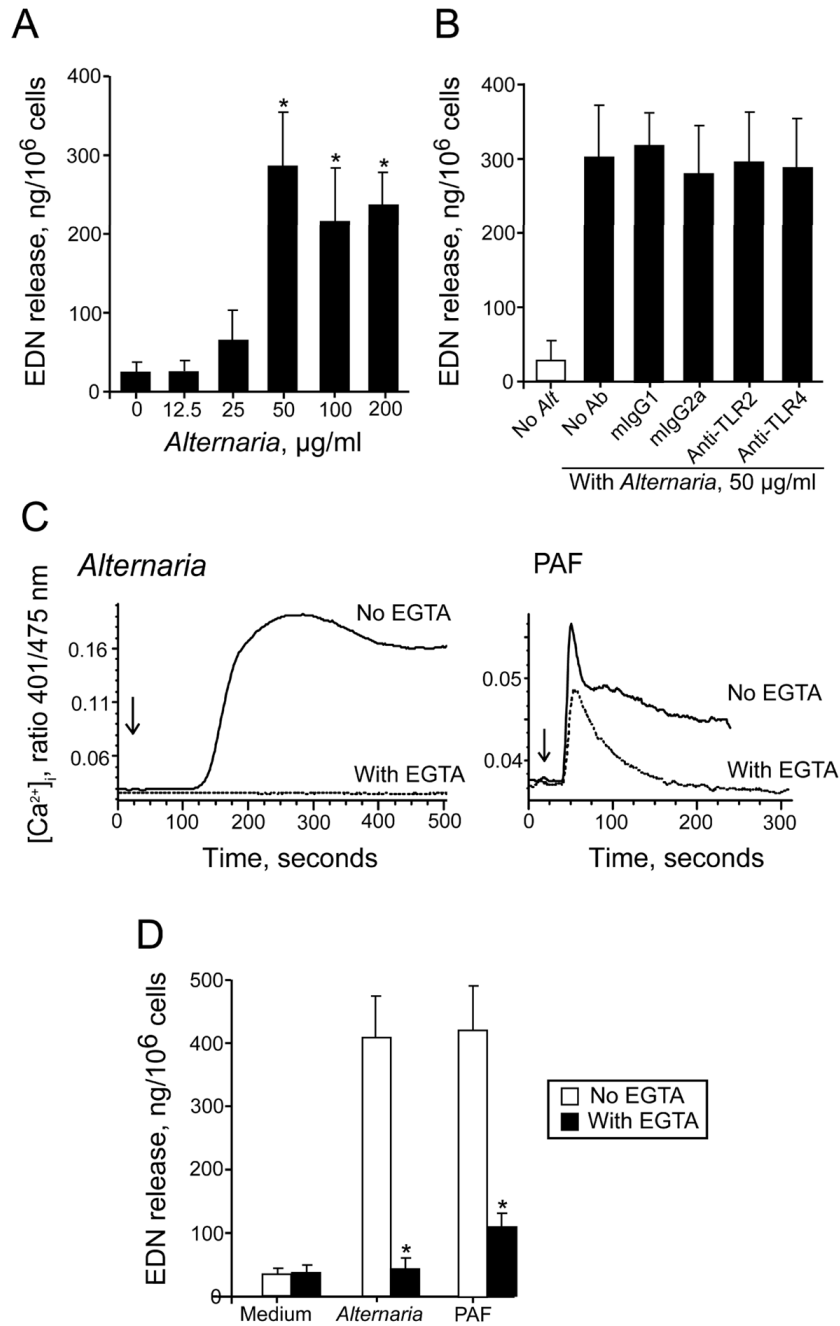 A
EDN release, ng/10⁶ cells
400
300
200
100
0
*
*
*
0 12.5 25 50 100 200
Alternaria, µg/ml
B
EDN release, ng/10⁶ cells
400
300
200
100
0
No Alt
No Ab
mIgG1
mIgG2a
Anti-TLR2
Anti-TLR4
With Alternaria, 50 µg/ml
C
Alternaria
[Ca²⁺]i, ratio 401/475 nm
0.16
0.11
0.06
No EGTA
With EGTA
0 100 200 300 400 500
Time, seconds
PAF
0.05
0.04
No EGTA
With EGTA
0 100 200 300
Time, seconds
D
EDN release, ng/10⁶ cells
500
400
300
200
100
0
*
*
Medium Alternaria PAF
No EGTA
With EGTA